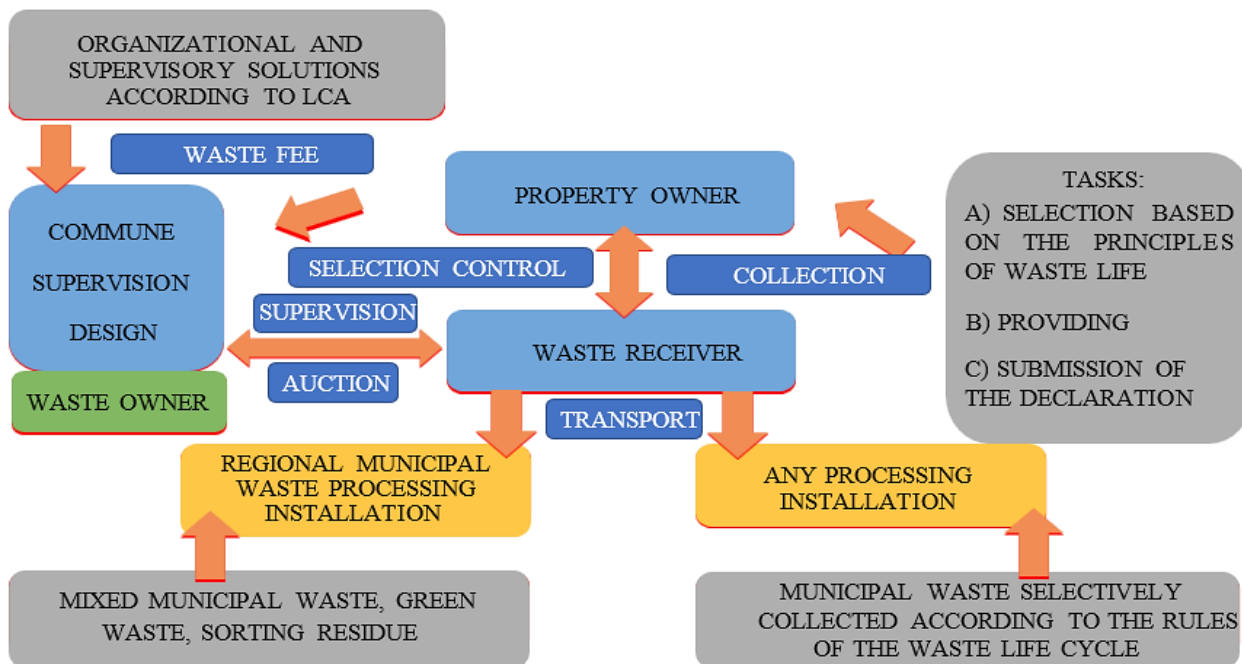 ORGANIZATIONAL AND
SUPERVISORY SOLUTIONS
ACCORDING TO LCA
WASTE FEE
PROPERTY OWNER
TASKS:
A) SELECTION BASED
ON THE PRINCIPLES
OF WASTE LIFE
B) PROVIDING
C) SUBMISSION OF
THE DECLARATION
COMMUNE
SUPERVISION
DESIGN
SELECTION CONTROL
COLLECTION
SUPERVISION
WASTE RECEIVER
AUCTION
WASTE OWNER
TRANSPORT
REGIONAL MUNICIPAL
WASTE PROCESSING
INSTALLATION
ANY PROCESSING
INSTALLATION
MIXED MUNICIPAL WASTE, GREEN
WASTE, SORTING RESIDUE
MUNICIPAL WASTE SELECTIVELY
COLLECTED ACCORDING TO THE RULES
OF THE WASTE LIFE CYCLE